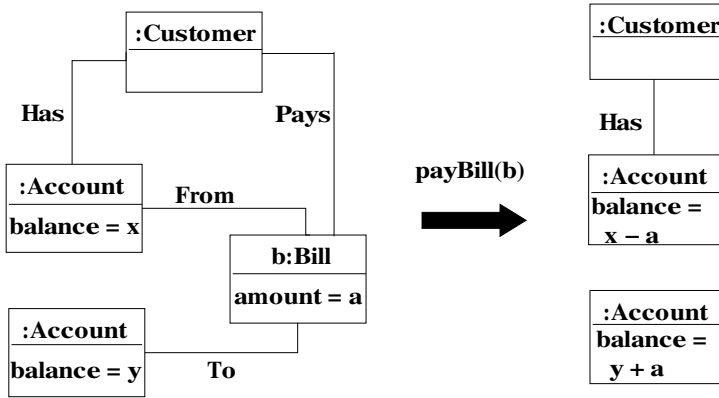 :Customer
Has
Pays
:Account
balance = x
From
b:Bill
amount = a
:Account
balance = y
To
payBill(b)
:Customer
Has
:Account
balance =
x – a
:Account
balance =
y + a